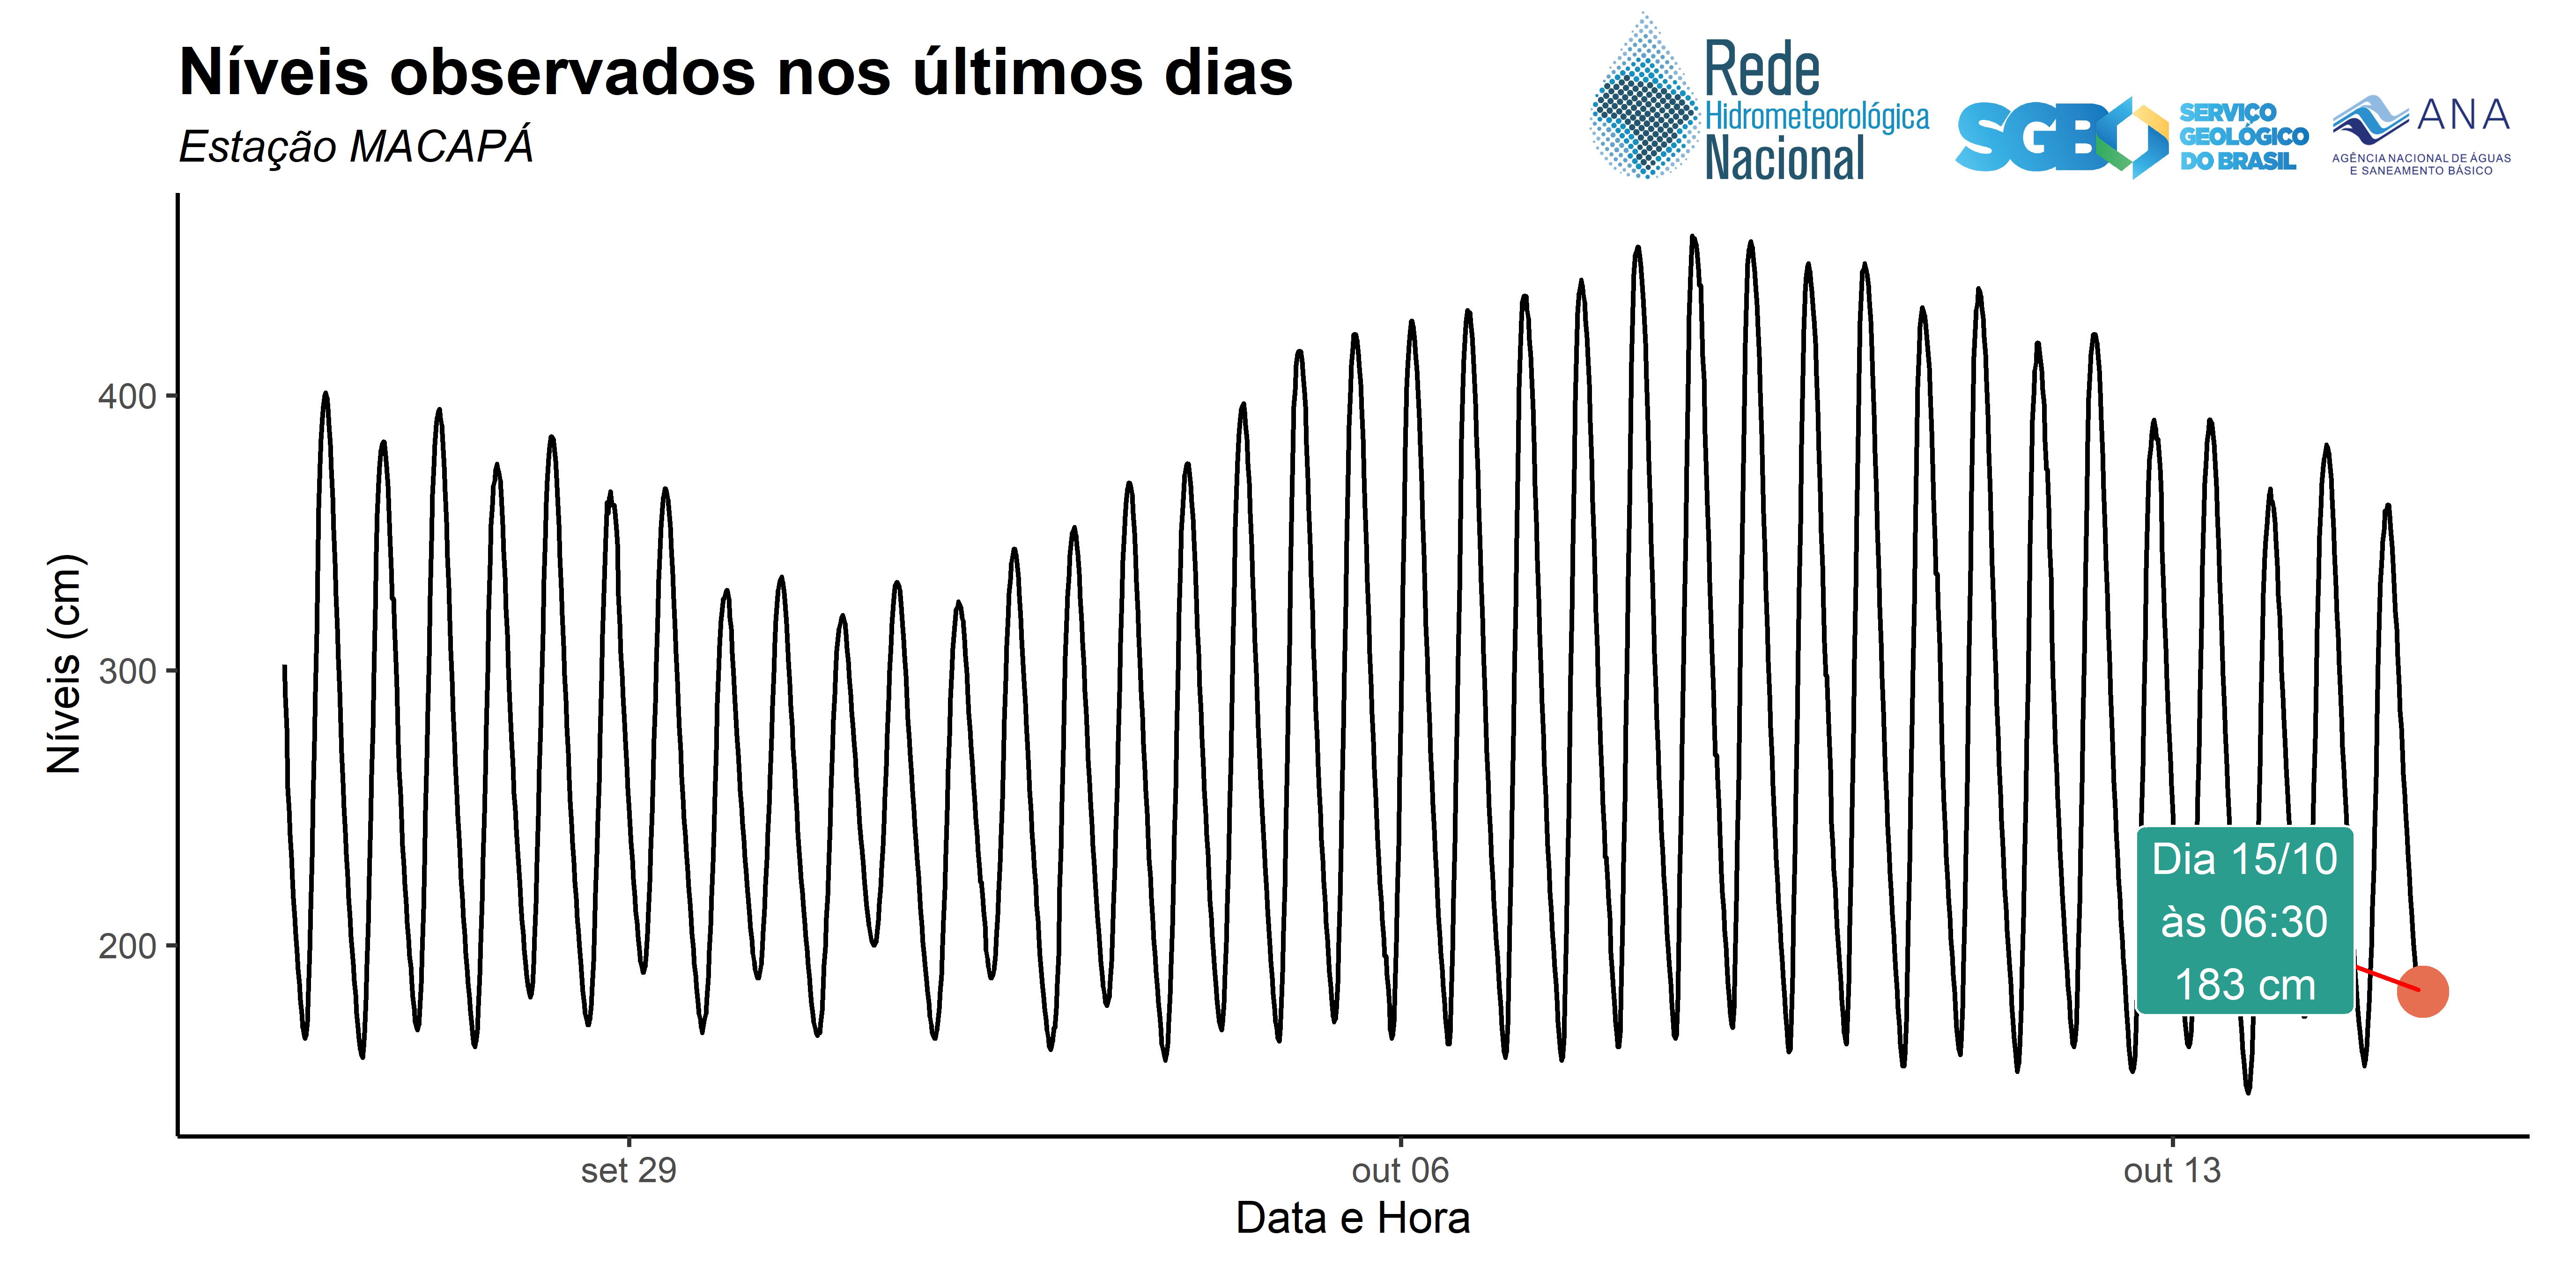 Níveis observados nos últimos dias
Estação MACAPÁ
Rede
Hidrometeorológica
Nacional
SGB
SERVIÇO
GEOLÓGICO
DO BRASIL
ANA
AGÊNCIA NACIONAL DE ÁGUAS
E SANEAMENTO BÁSICO
Níveis (cm)
400
300
200
Dia 15/10
às 06:30
183 cm
set 29
out 06
out 13
Data e Hora